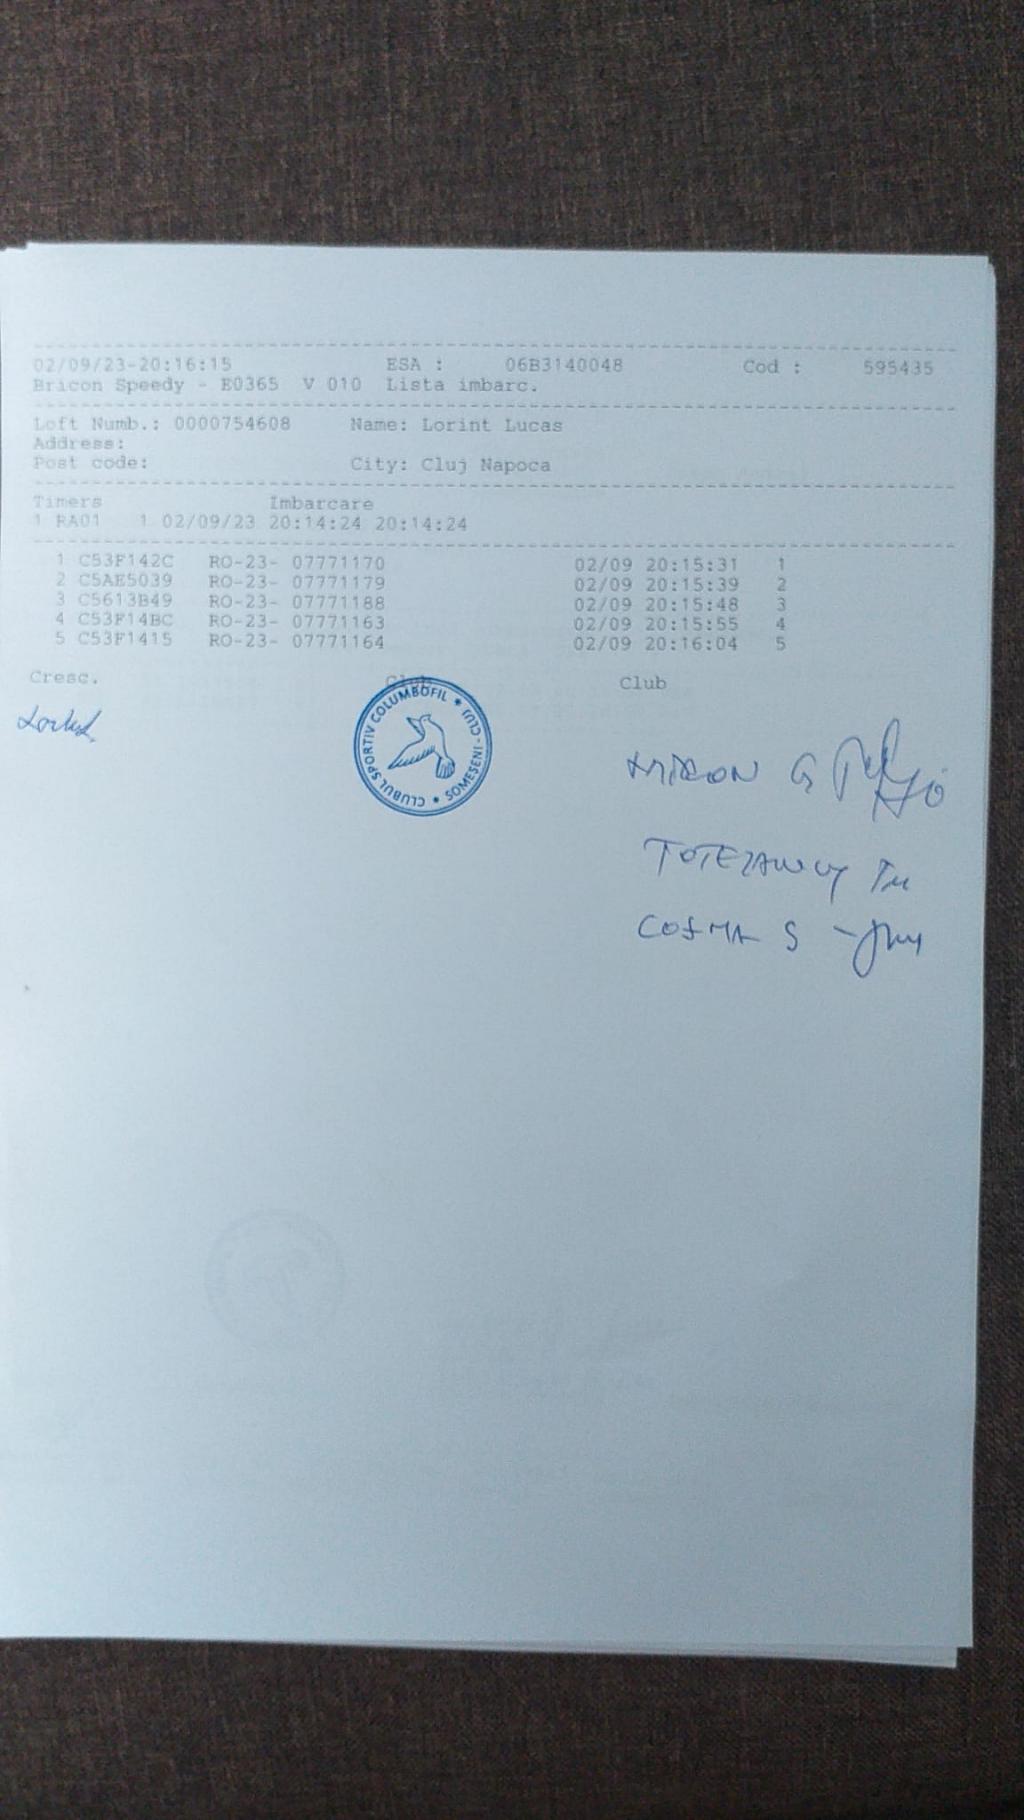 02/09/23-20:16:15 ESA : 06B3140048 Cod : 595435
Bricon Speedy - E0365 V 010 Lista imbarc.
Loft Numb.: 0000754608 Name: Lorint Lucas
Address:
Post code: City: Cluj Napoca
Timers Imbarcare
1 RA01 1 02/09/23 20:14:24 20:14:24
1 C53F142C RO-23- 07771170 02/09 20:15:31 1
2 C5AE5039 RO-23- 07771179 02/09 20:15:39 2
3 C5613B49 RO-23- 07771188 02/09 20:15:48 3
4 C53F14BC RO-23- 07771163 02/09 20:15:55 4
5 C53F1415 RO-23- 07771164 02/09 20:16:04 5
Cresc. Club Club
CLUBUL SPORTIV COLUMBOFIL • SOMESENI-CLUJ •
MIRON G
COSMA S